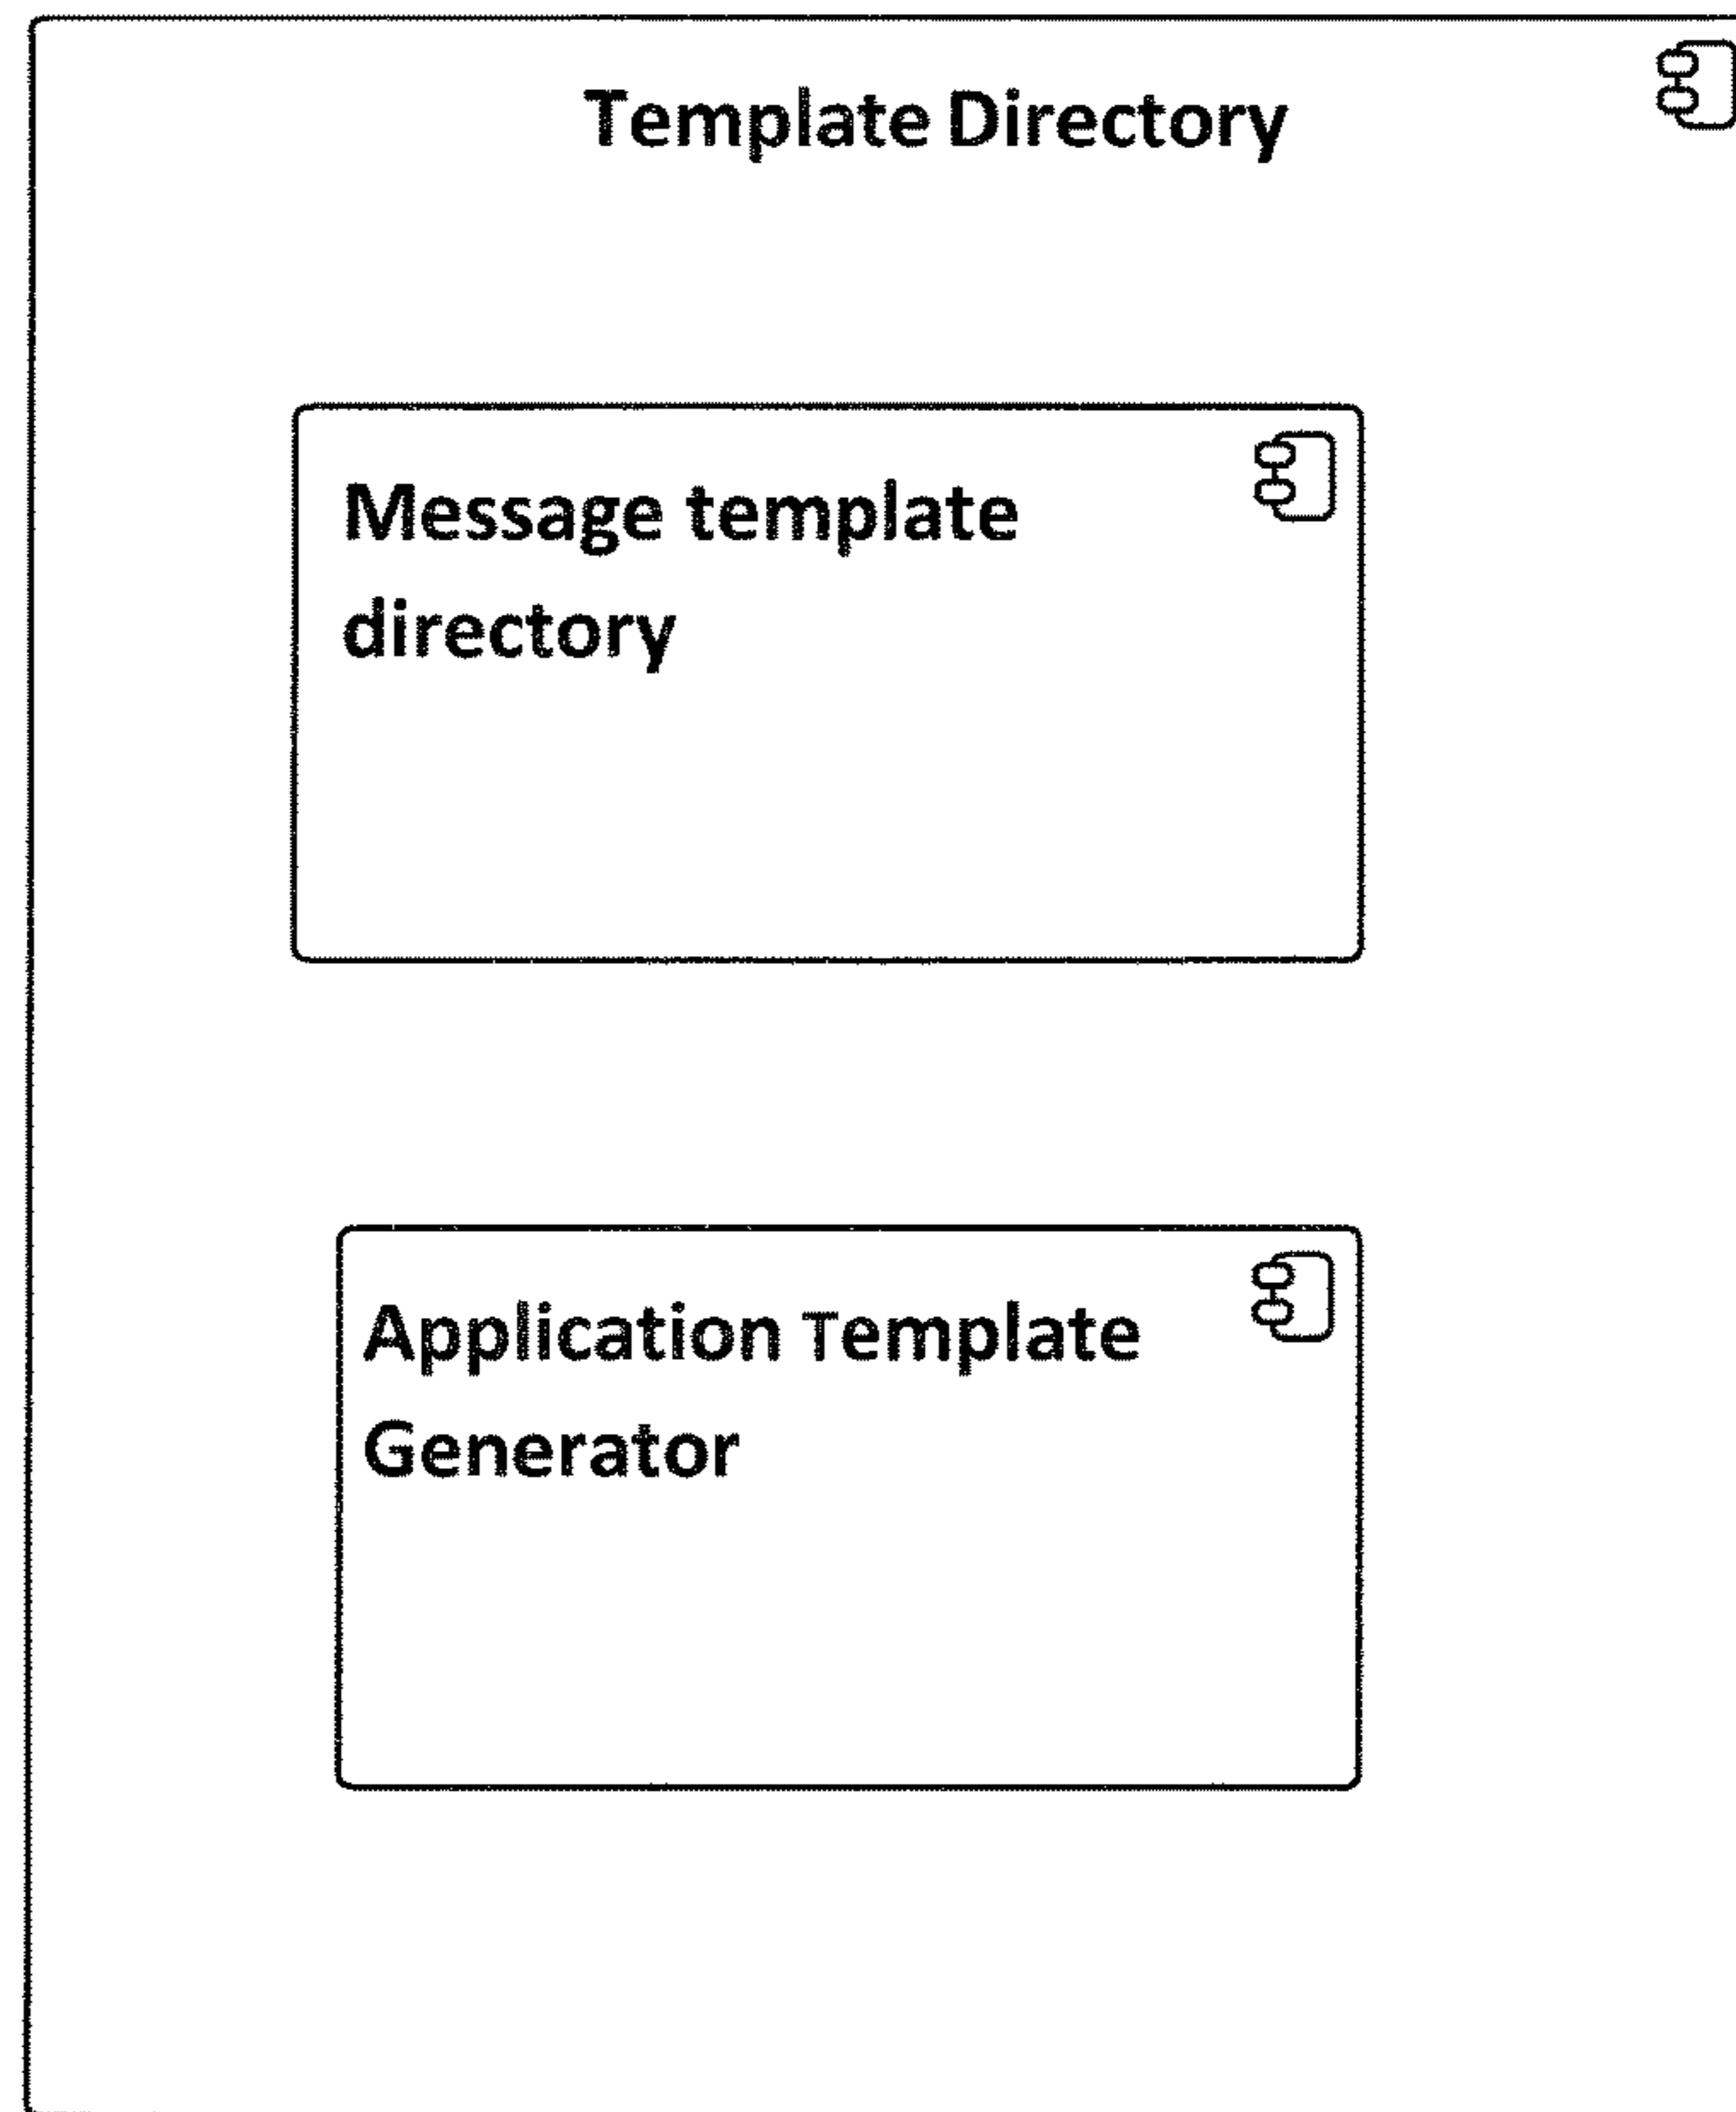 Template Directory
Message template
directory
Application Template
Generator